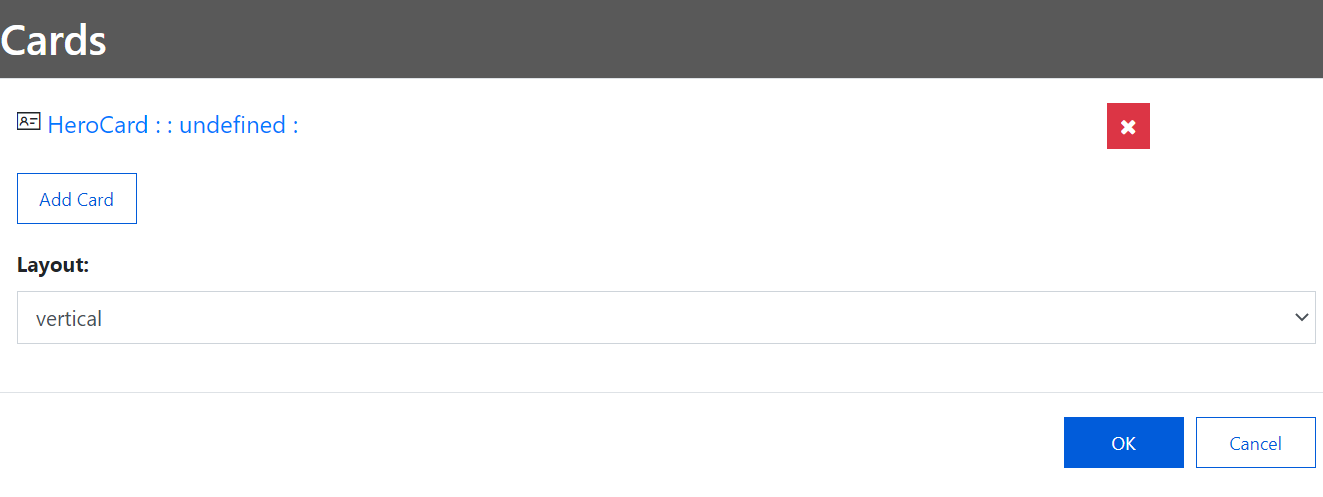 Cards
HeroCard : : undefined :
Add Card
Layout:
vertical
OK
Cancel